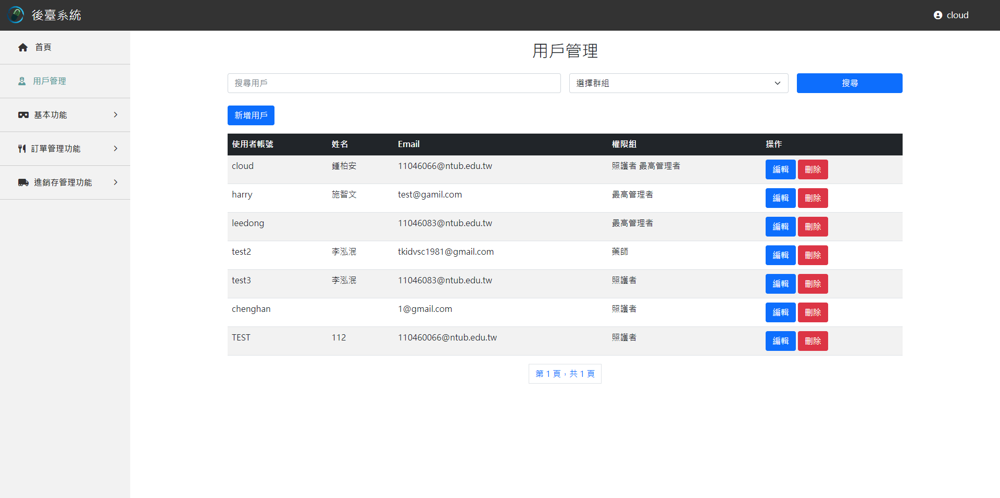 後臺系統
cloud
首頁
用戶管理
基本功能
訂單管理功能
進銷存管理功能
用戶管理
搜尋用戶 選擇群組 搜尋
新增用戶
使用者帳號 姓名 Email 權限組 操作
cloud 鍾柏安 11046066@ntub.edu.tw 照護者 最高管理者 編輯 刪除
harry 施智文 test@gamil.com 最高管理者 編輯 刪除
leedong 11046083@ntub.edu.tw 最高管理者 編輯 刪除
test2 李泓泯 tkidvsc1981@gmail.com 藥師 編輯 刪除
test3 李泓泯 11046083@ntub.edu.tw 照護者 編輯 刪除
chenghan 1@gmail.com 照護者 編輯 刪除
TEST 112 110460066@ntub.edu.tw 照護者 編輯 刪除
第 1 頁，共 1 頁